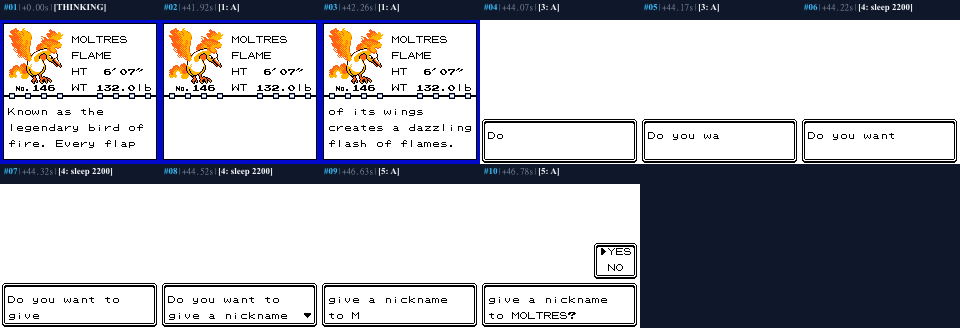 #01|+0.00s|[THINKING]
MOLTRES
FLAME
HT 6'07"
No.146 WT 132.0lb
Known as the
legendary bird of
fire. Every flap
#02|+41.92s|[1: A]
MOLTRES
FLAME
HT 6'07"
No.146 WT 132.0lb
#03|+42.26s|[1: A]
MOLTRES
FLAME
HT 6'07"
No.146 WT 132.0lb
of its wings
creates a dazzling
flash of flames.
#04|+44.07s|[3: A]
Do
#05|+44.17s|[3: A]
Do you wa
#06|+44.22s|[4: sleep 2200]
Do you want
#07|+44.32s|[4: sleep 2200]
Do you want to
give
#08|+44.52s|[4: sleep 2200]
Do you want to
give a nickname ▼
#09|+46.63s|[5: A]
give a nickname
to M
#10|+46.78s|[5: A]
▶YES
NO
give a nickname
to MOLTRES?